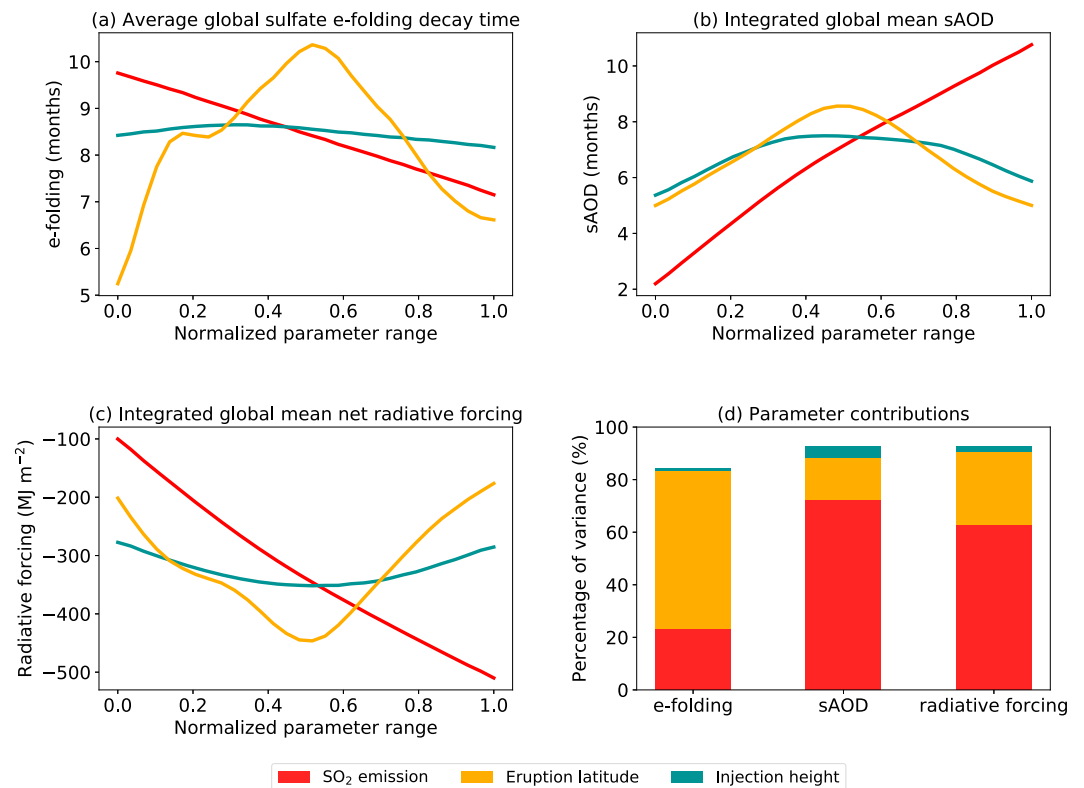 (a) Average global sulfate e-folding decay time
e-folding (months)
10
9
8
7
6
5
0.0 0.2 0.4 0.6 0.8 1.0
Normalized parameter range
(b) Integrated global mean sAOD
sAOD (months)
10
8
6
4
2
0.0 0.2 0.4 0.6 0.8 1.0
Normalized parameter range
(c) Integrated global mean net radiative forcing
Radiative forcing (MJ m⁻²)
−100
−200
−300
−400
−500
0.0 0.2 0.4 0.6 0.8 1.0
Normalized parameter range
(d) Parameter contributions
Percentage of variance (%)
100
80
60
40
20
0
e-folding sAOD radiative forcing
SO₂ emission Eruption latitude Injection height